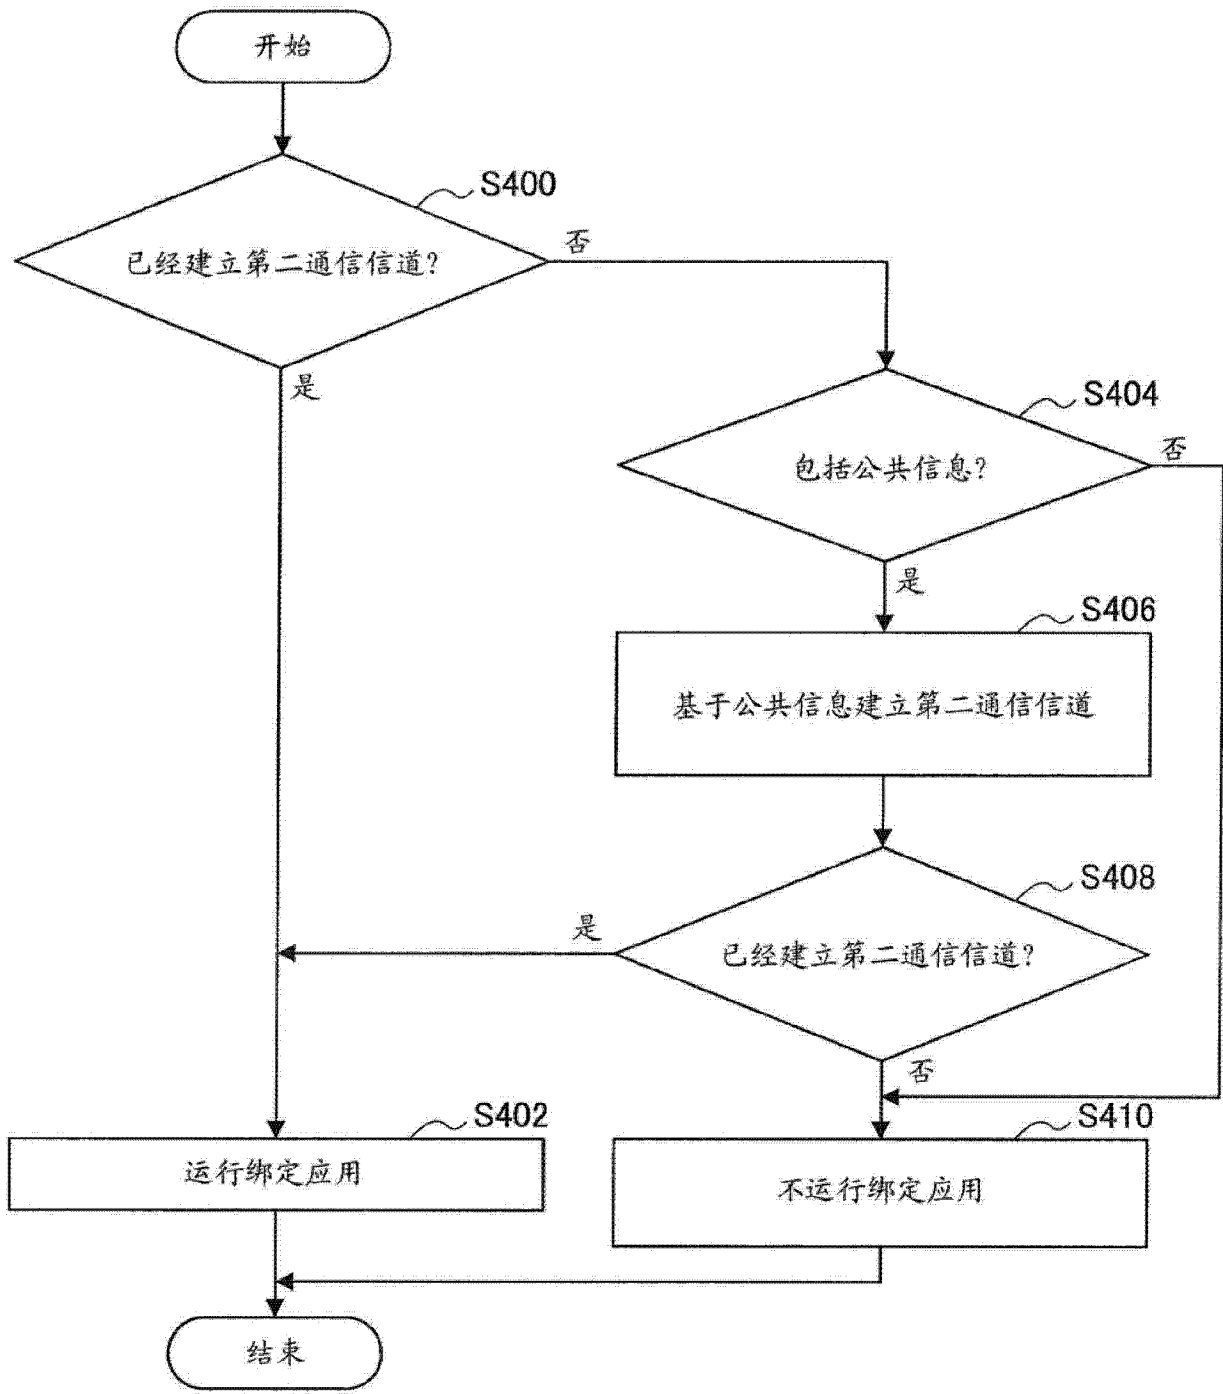 开始
S400
已经建立第二通信信道?
否
是
S404
包括公共信息?
否
是
S406
基于公共信息建立第二通信信道
S408
是
已经建立第二通信信道?
否
S402
运行绑定应用
S410
不运行绑定应用
结束